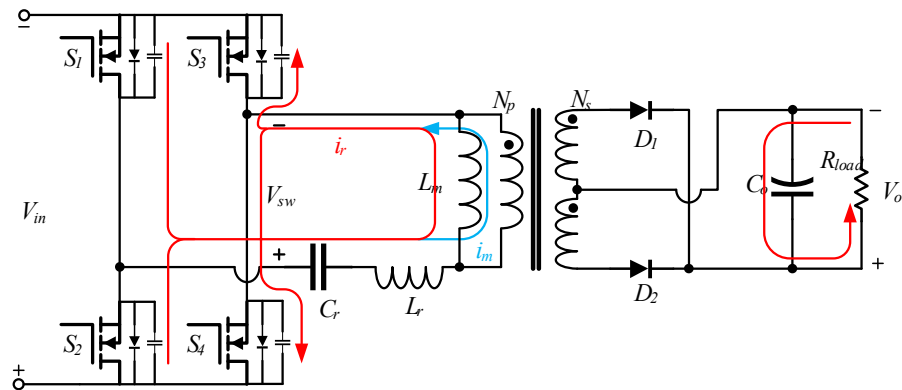 −
S1
S3
Np
Ns
D1
−
−
ir
Lm
Rload
Co
Vo
Vin
Vsw
+
im
+
Cr
Lr
D2
S2
S4
+